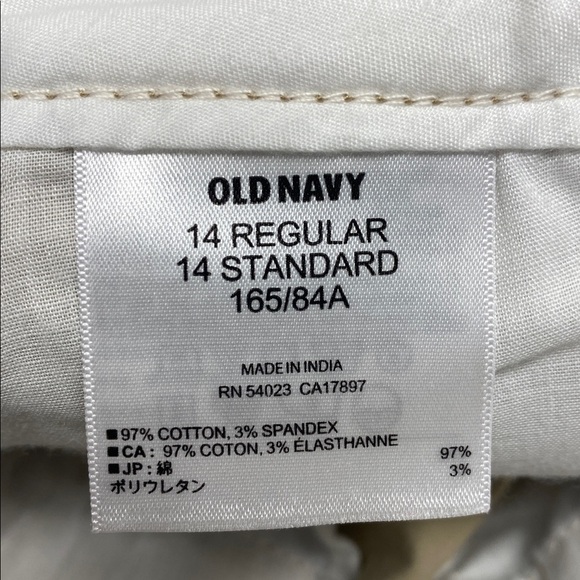 OLD NAVY
14 REGULAR
14 STANDARD
165/84A
MADE IN INDIA
RN 54023 CA17897
■97% COTTON, 3% SPANDEX
■CA: 97% COTON, 3% ÉLASTHANNE
■JP: 綿 97%
ポリウレタン 3%